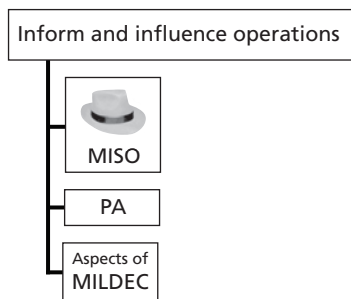 Inform and influence operations
MISO
PA
Aspects of
MILDEC